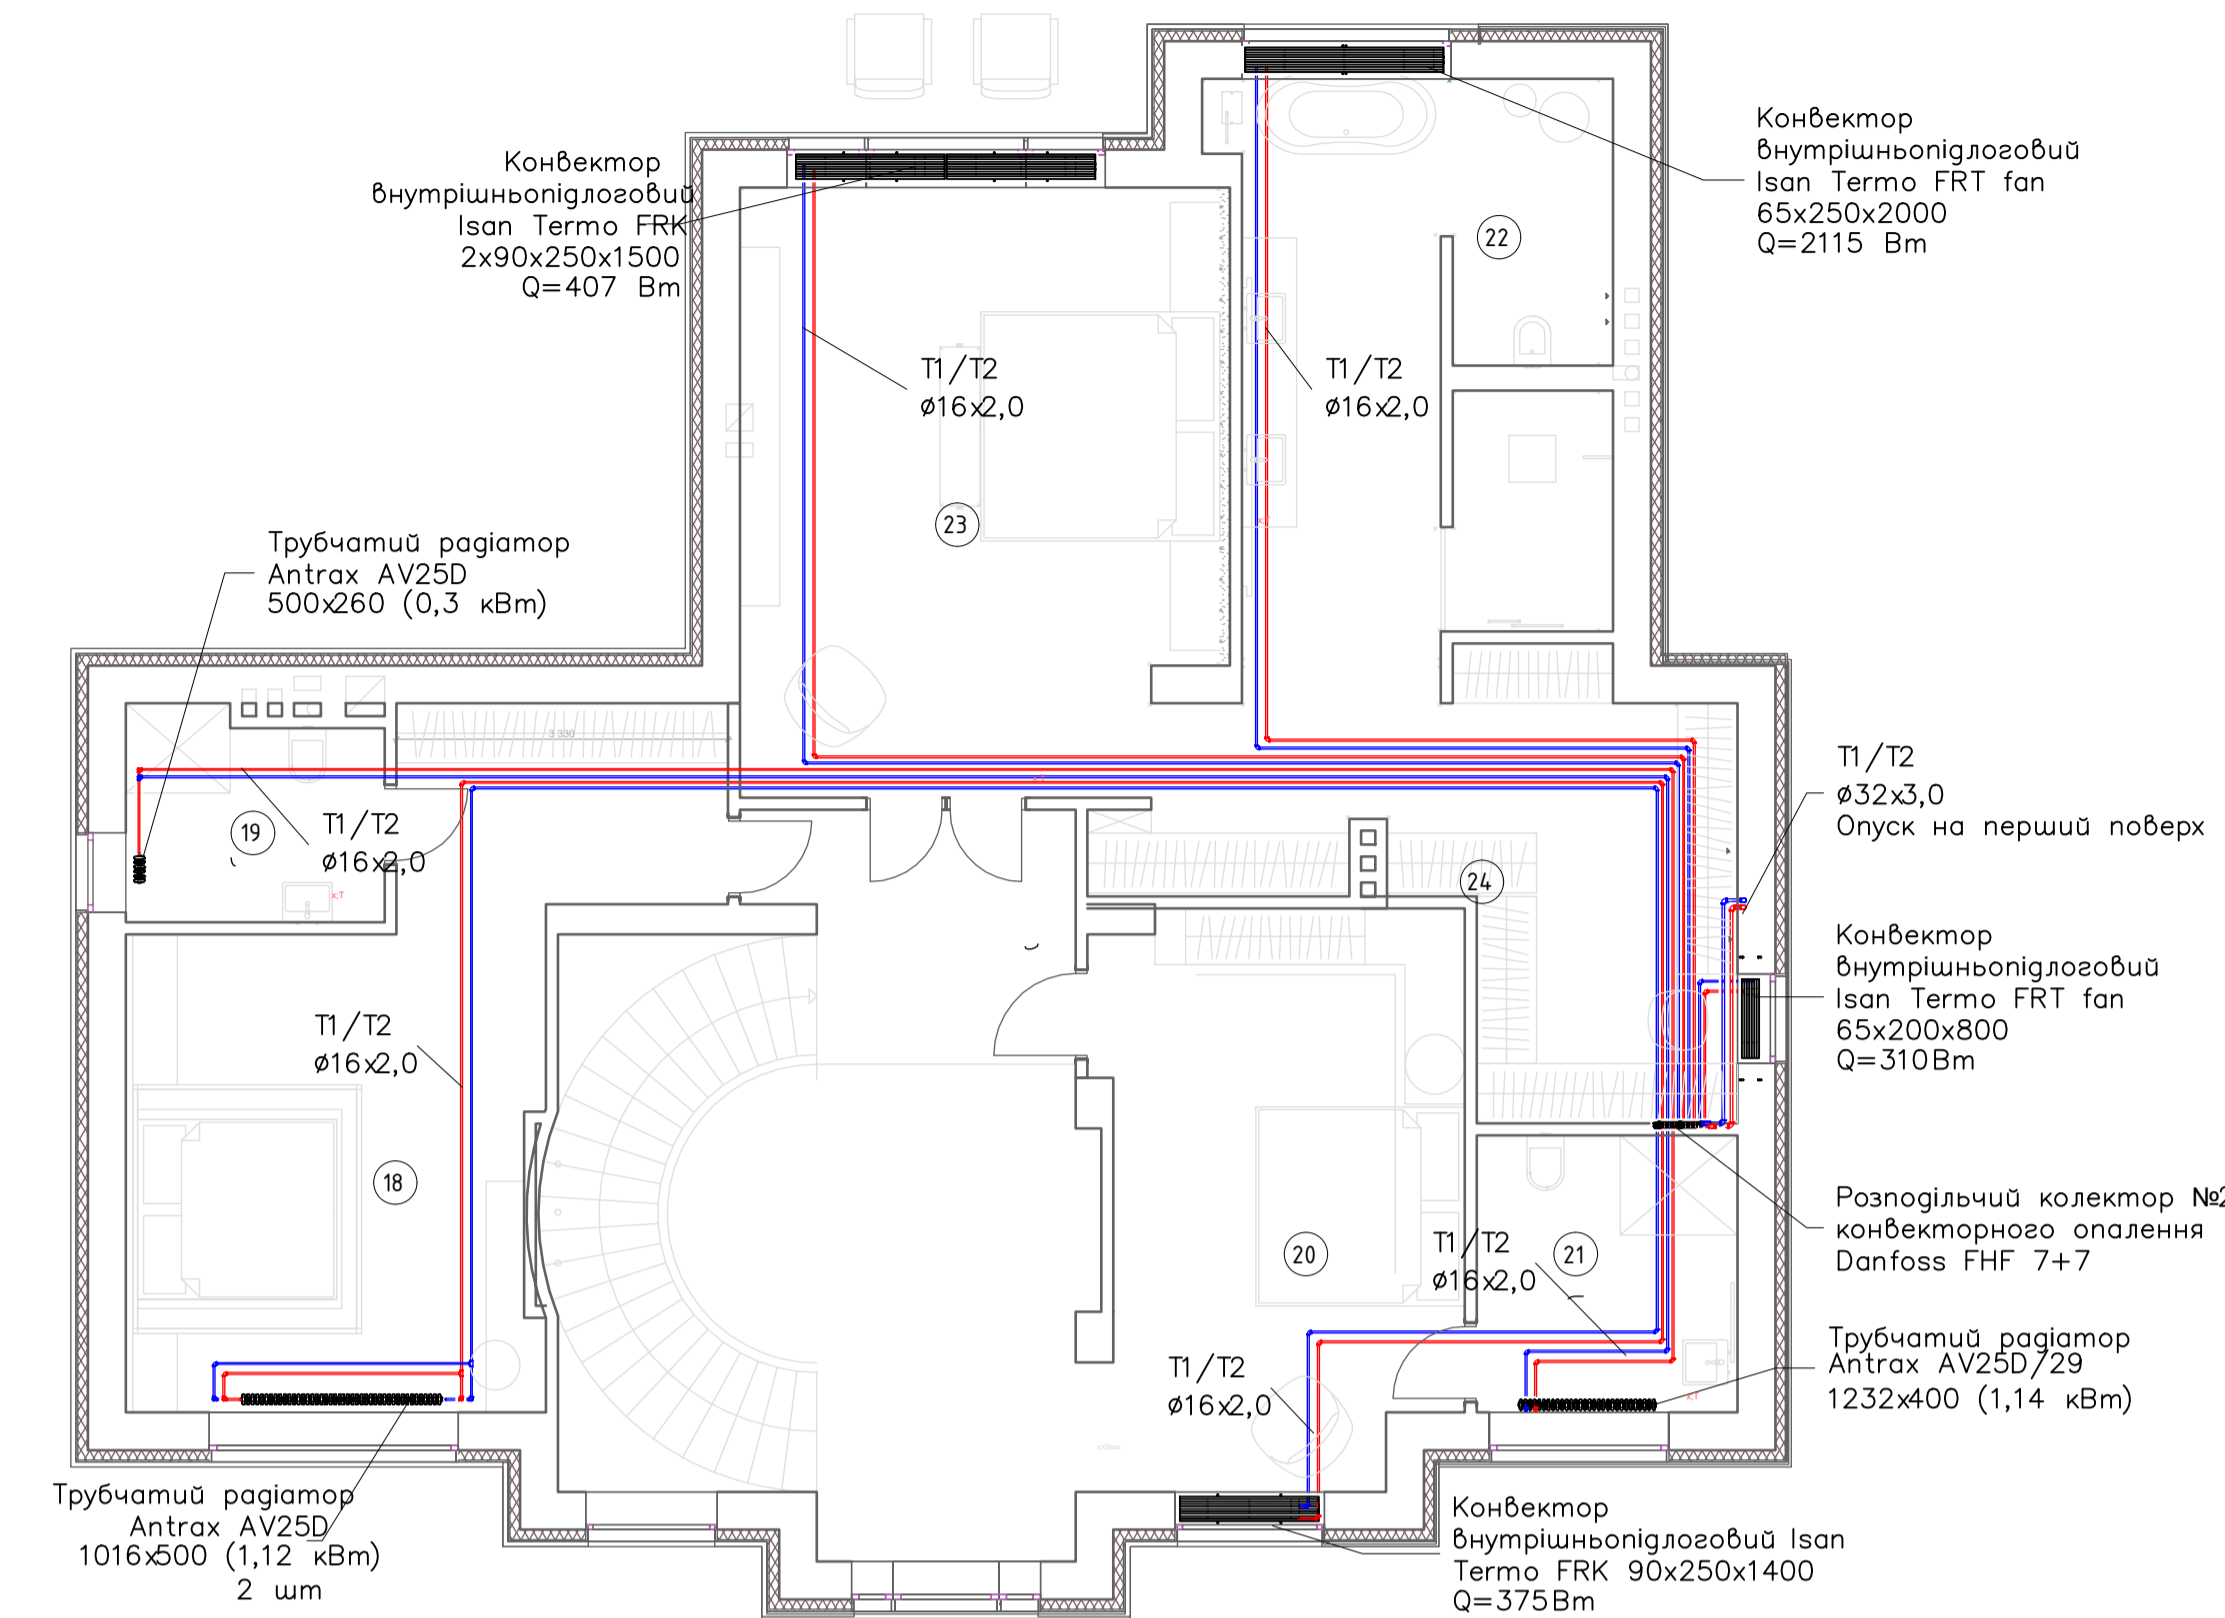 Конвектор
внутрішньопідлоговий
Isan Termo FRT fan
65x250x2000
Q=2115 Вт
Конвектор
внутрішньопідлоговий
Isan Termo FRK
2x90x250x1500
Q=407 Вт
22
T1/T2
ø16x2,0
T1/T2
ø16x2,0
23
Трубчатий радіатор
Antrax AV25D
500x260 (0,3 кВт)
3 330
T1/T2
ø32x3,0
Опуск на перший поверх
19
T1/T2
ø16x2,0
x;T
x;T
x;T
24
Конвектор
внутрішньопідлоговий
Isan Termo FRT fan
65x200x800
Q=310Вт
T1/T2
ø16x2,0
18
20
21
T1/T2
ø16x2,0
Розподільчий колектор №2
конвекторного опалення
Danfoss FHF 7+7
Трубчатий радіатор
Antrax AV25D/29
1232x400 (1,14 кВт)
x;T
T1/T2
ø16x2,0
x;Glass
Трубчатий радіатор
Antrax AV25D
1016x500 (1,12 кВт)
2 шт
Конвектор
внутрішньопідлоговий Isan
Termo FRK 90x250x1400
Q=375Вт